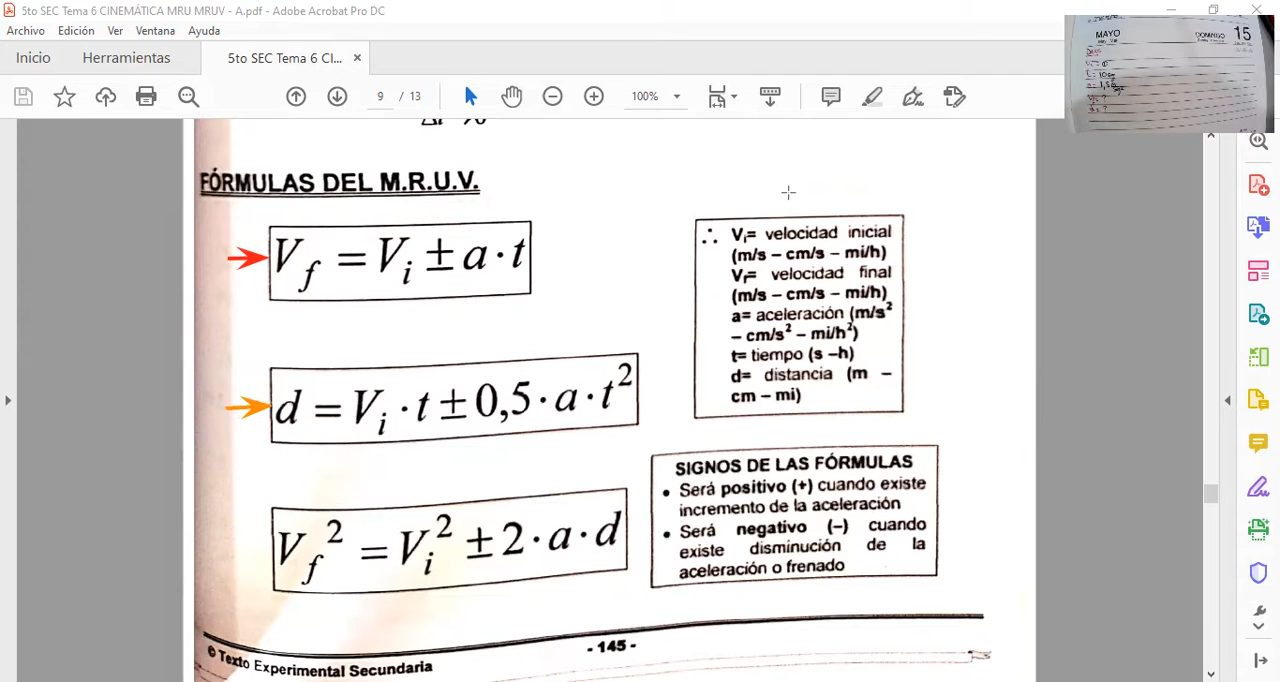 5to SEC Tema 6 CINEMÁTICA MRU MRUV - A.pdf - Adobe Acrobat Pro DC
Archivo Edición Ver Ventana Ayuda
Inicio Herramientas 5to SEC Tema 6 CI... ×
9 / 13 100%
MAYO DOMINGO 15
FÓRMULAS DEL M.R.U.V.
V_f = V_i ± a · t
d = V_i · t ± 0,5 · a · t²
V_f² = V_i² ± 2 · a · d
∴ Vᵢ= velocidad inicial
(m/s – cm/s – mi/h)
V_f= velocidad final
(m/s – cm/s – mi/h)
a= aceleración (m/s²
– cm/s² – mi/h²)
t= tiempo (s –h)
d= distancia (m –
cm – mi)
SIGNOS DE LAS FÓRMULAS
• Será positivo (+) cuando existe
incremento de la aceleración
• Será negativo (–) cuando
existe disminución de la
aceleración o frenado
- 145 -
© Texto Experimental Secundaria